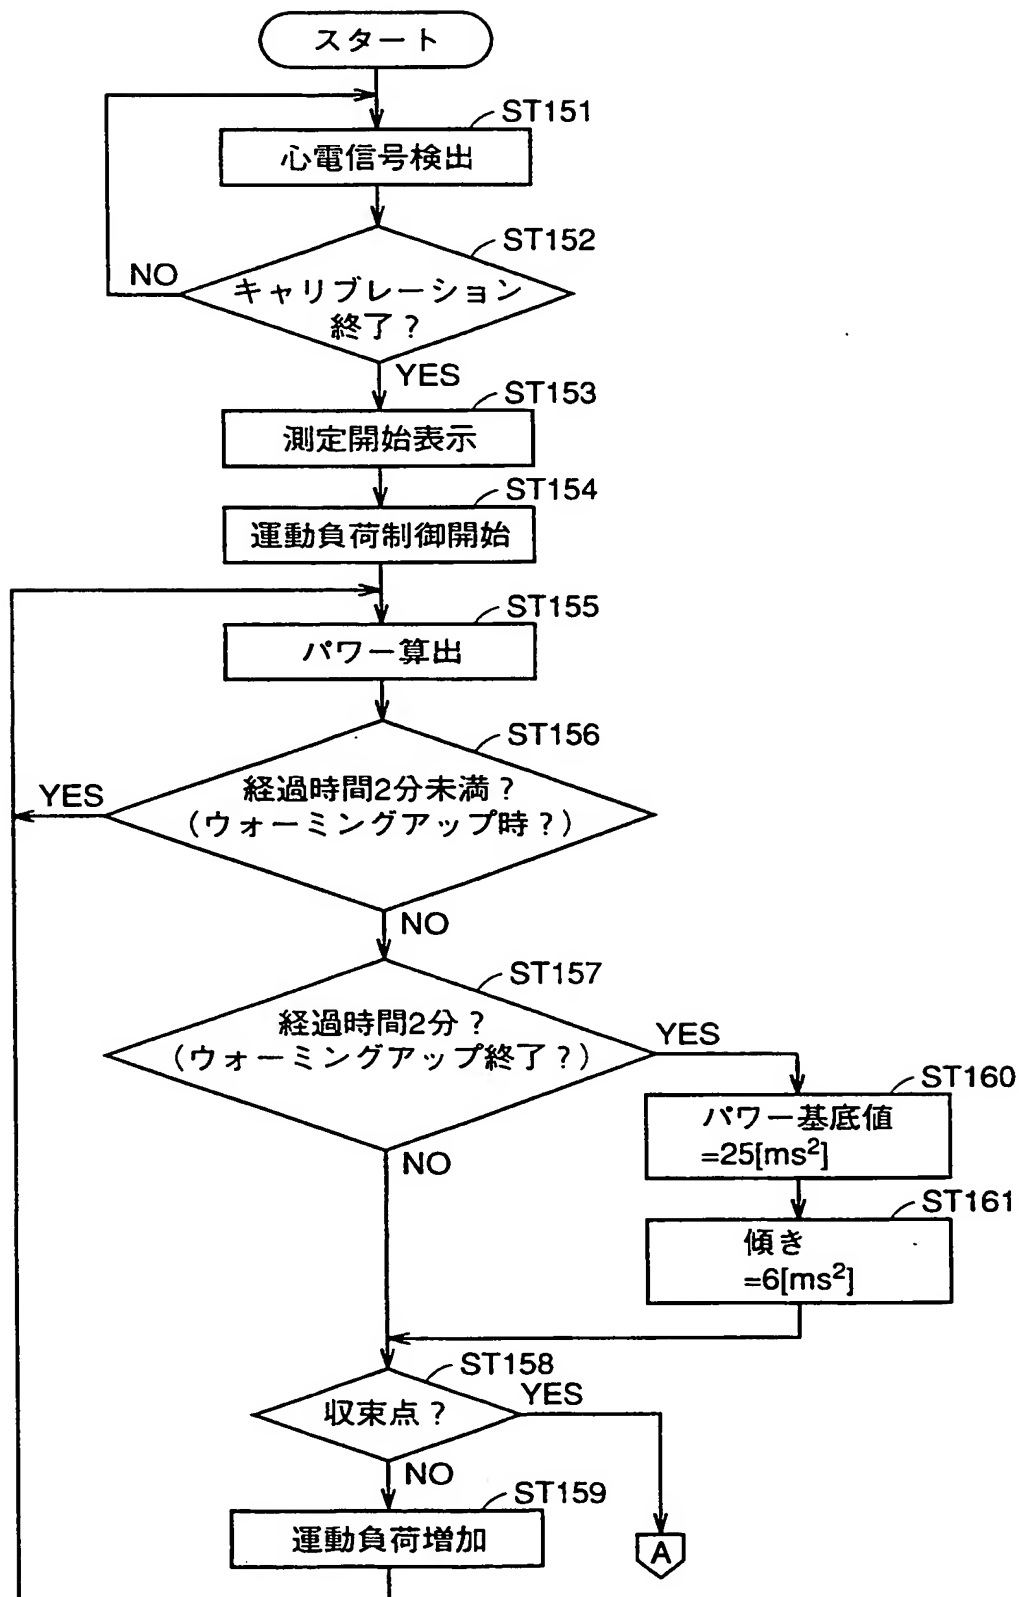 スタート
ST151
心電信号検出
ST152
NO
キャリブレーション
終了？
YES
ST153
測定開始表示
ST154
運動負荷制御開始
ST155
パワー算出
ST156
YES
経過時間2分未満？
（ウォーミングアップ時？）
NO
ST157
経過時間2分？
（ウォーミングアップ終了？）
YES
ST160
パワー基底値
=25[ms²]
NO
ST161
傾き
=6[ms²]
ST158
YES
収束点？
NO
ST159
運動負荷増加
A